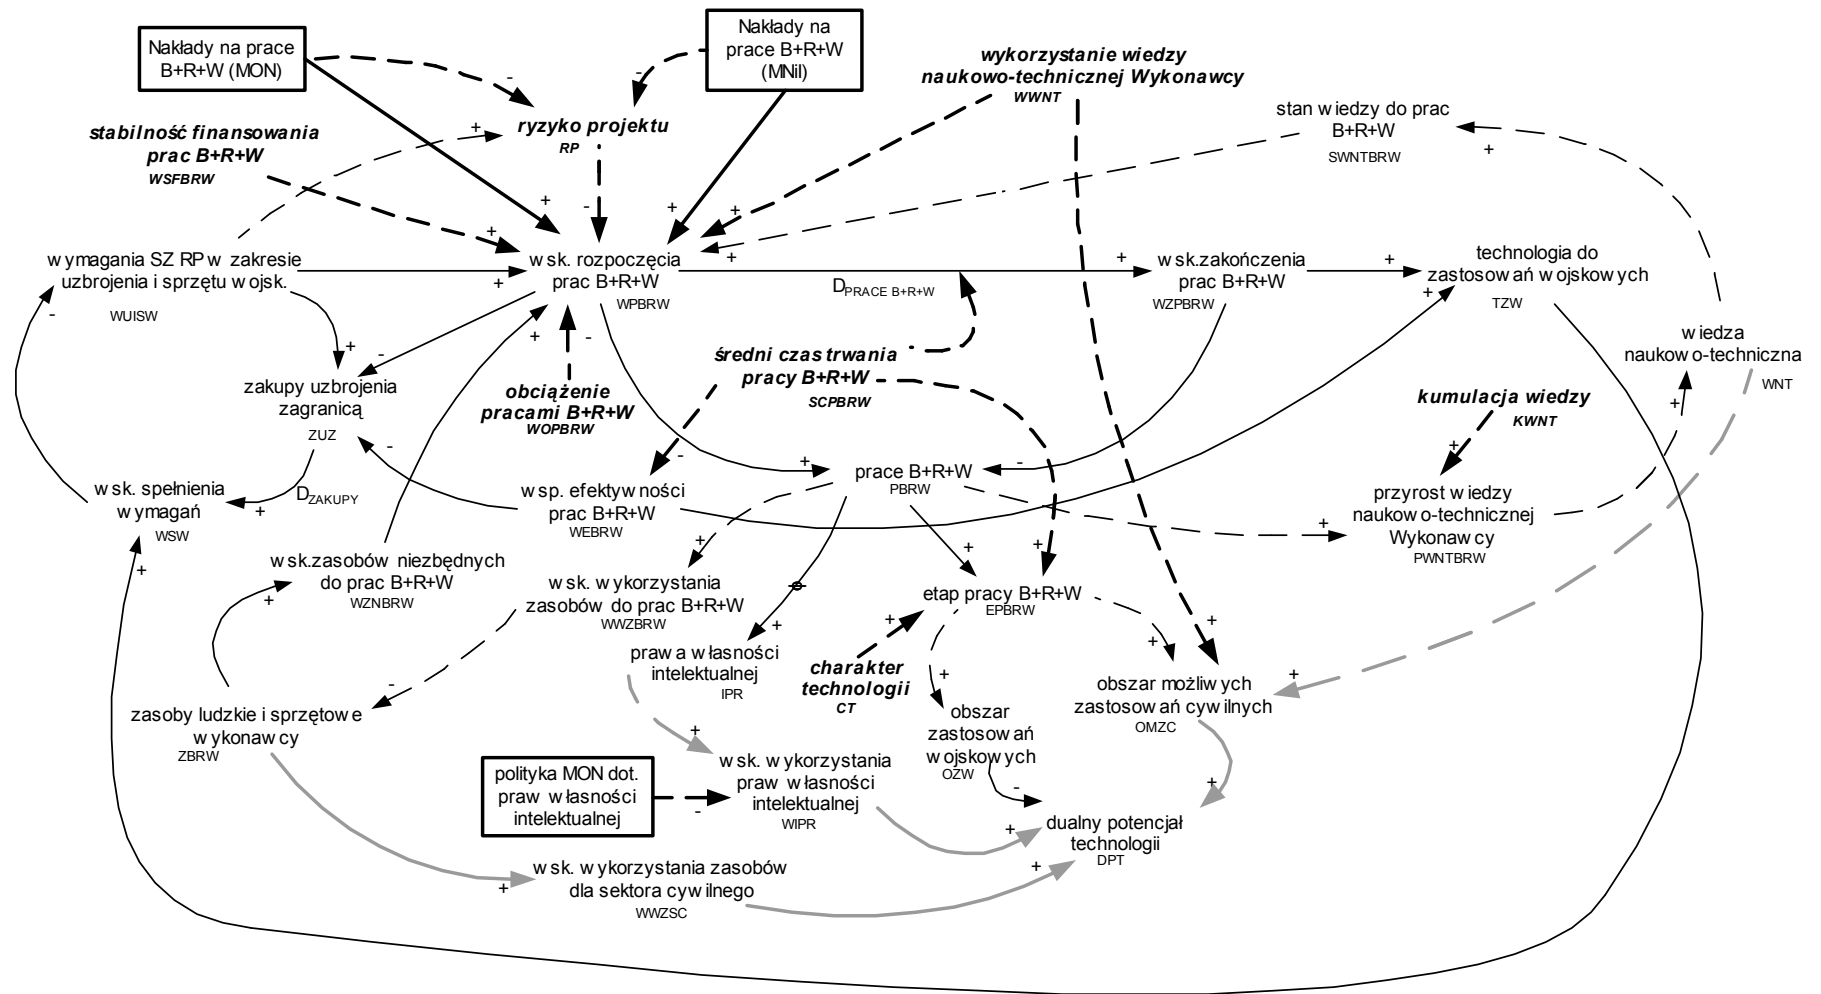 Nakłady na prace
B+R+W (MON)
Nakłady na
prace B+R+W
(MNiI)
wykorzystanie wiedzy
naukowo-technicznej Wykonawcy
WWNT
stan wiedzy do prac
B+R+W
SWNTBRW
stabilność finansowania
prac B+R+W
WSFBRW
ryzyko projektu
RP
wymagania SZ RP w zakresie
uzbrojenia i sprzętu wojsk.
WUISW
wsk. rozpoczęcia
prac B+R+W
WPBRW
D PRACE B+R+W
wsk.zakończenia
prac B+R+W
WZPBRW
technologia do
zastosowań wojskowych
TZW
wiedza
naukowo-techniczna
WNT
zakupy uzbrojenia
zagranicą
ZUZ
obciążenie
pracami B+R+W
WOPBRW
średni czas trwania
pracy B+R+W
SCPBRW
kumulacja wiedzy
KWNT
wsk. spełnienia
wymagań
WSW
D ZAKUPY
wsp. efektywności
prac B+R+W
WEBRW
prace B+R+W
PBRW
przyrost wiedzy
naukowo-technicznej
Wykonawcy
PWNTBRW
wsk.zasobów niezbędnych
do prac B+R+W
WZNBRW
wsk. wykorzystania
zasobów do prac B+R+W
WWZBRW
etap pracy B+R+W
EPBRW
prawa własności
intelektualnej
IPR
charakter
technologii
CT
obszar możliwych
zastosowań cywilnych
OMZC
zasoby ludzkie i sprzętowe
wykonawcy
ZBRW
obszar
zastosowań
wojskowych
OZW
polityka MON dot.
praw własności
intelektualnej
wsk. wykorzystania
praw własności
intelektualnej
WIPR
dualny potencjał
technologii
DPT
wsk. wykorzystania zasobów
dla sektora cywilnego
WWZSC